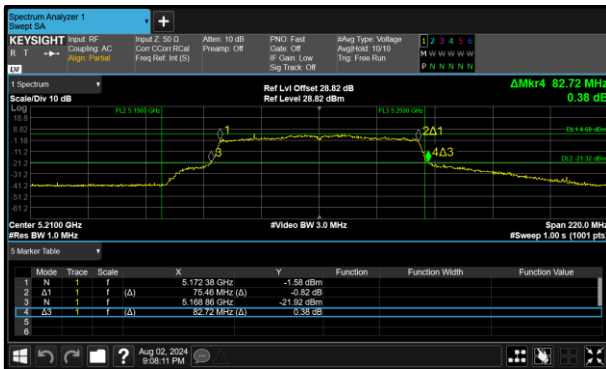 Spectrum Analyzer 1
Swept SA
+
KEYSIGHT Input: RF Input Z: 50 Ω Atten: 10 dB PNO: Fast #Avg Type: Voltage 1 2 3 4 5 6
R T Coupling: AC Corr CCorr RCal Preamp: Off Gate: Off Avg|Hold: 10/10 M W W W W W
Align: Partial Freq Ref: Int (S) IF Gain: Low Trig: Free Run
Sig Track: Off P N N N N N
LXI
1 Spectrum Ref Lvl Offset 28.82 dB ΔMkr4 82.72 MHz
Scale/Div 10 dB Ref Level 28.82 dBm 0.38 dB
Log FL2 5.1500 GHz FL3 5.2500 GHz
18.8
8.82 1 2Δ1 DL1 4.68 dBm
-1.18
-11.2 3 4Δ3
-21.2 DL2 -21.32 dBm
-31.2
-41.2
-51.2
-61.2
Center 5.2100 GHz #Video BW 3.0 MHz Span 220.0 MHz
#Res BW 1.0 MHz #Sweep 1.00 s (1001 pts)
5 Marker Table
Mode Trace Scale X Y Function Function Width Function Value
1 N 1 f 5.172 38 GHz -1.58 dBm
2 Δ1 1 f (Δ) 75.46 MHz (Δ) -0.82 dB
3 N 1 f 5.168 86 GHz -21.92 dBm
4 Δ3 1 f (Δ) 82.72 MHz (Δ) 0.38 dB
5
6
? Aug 02, 2024
9:08:11 PM